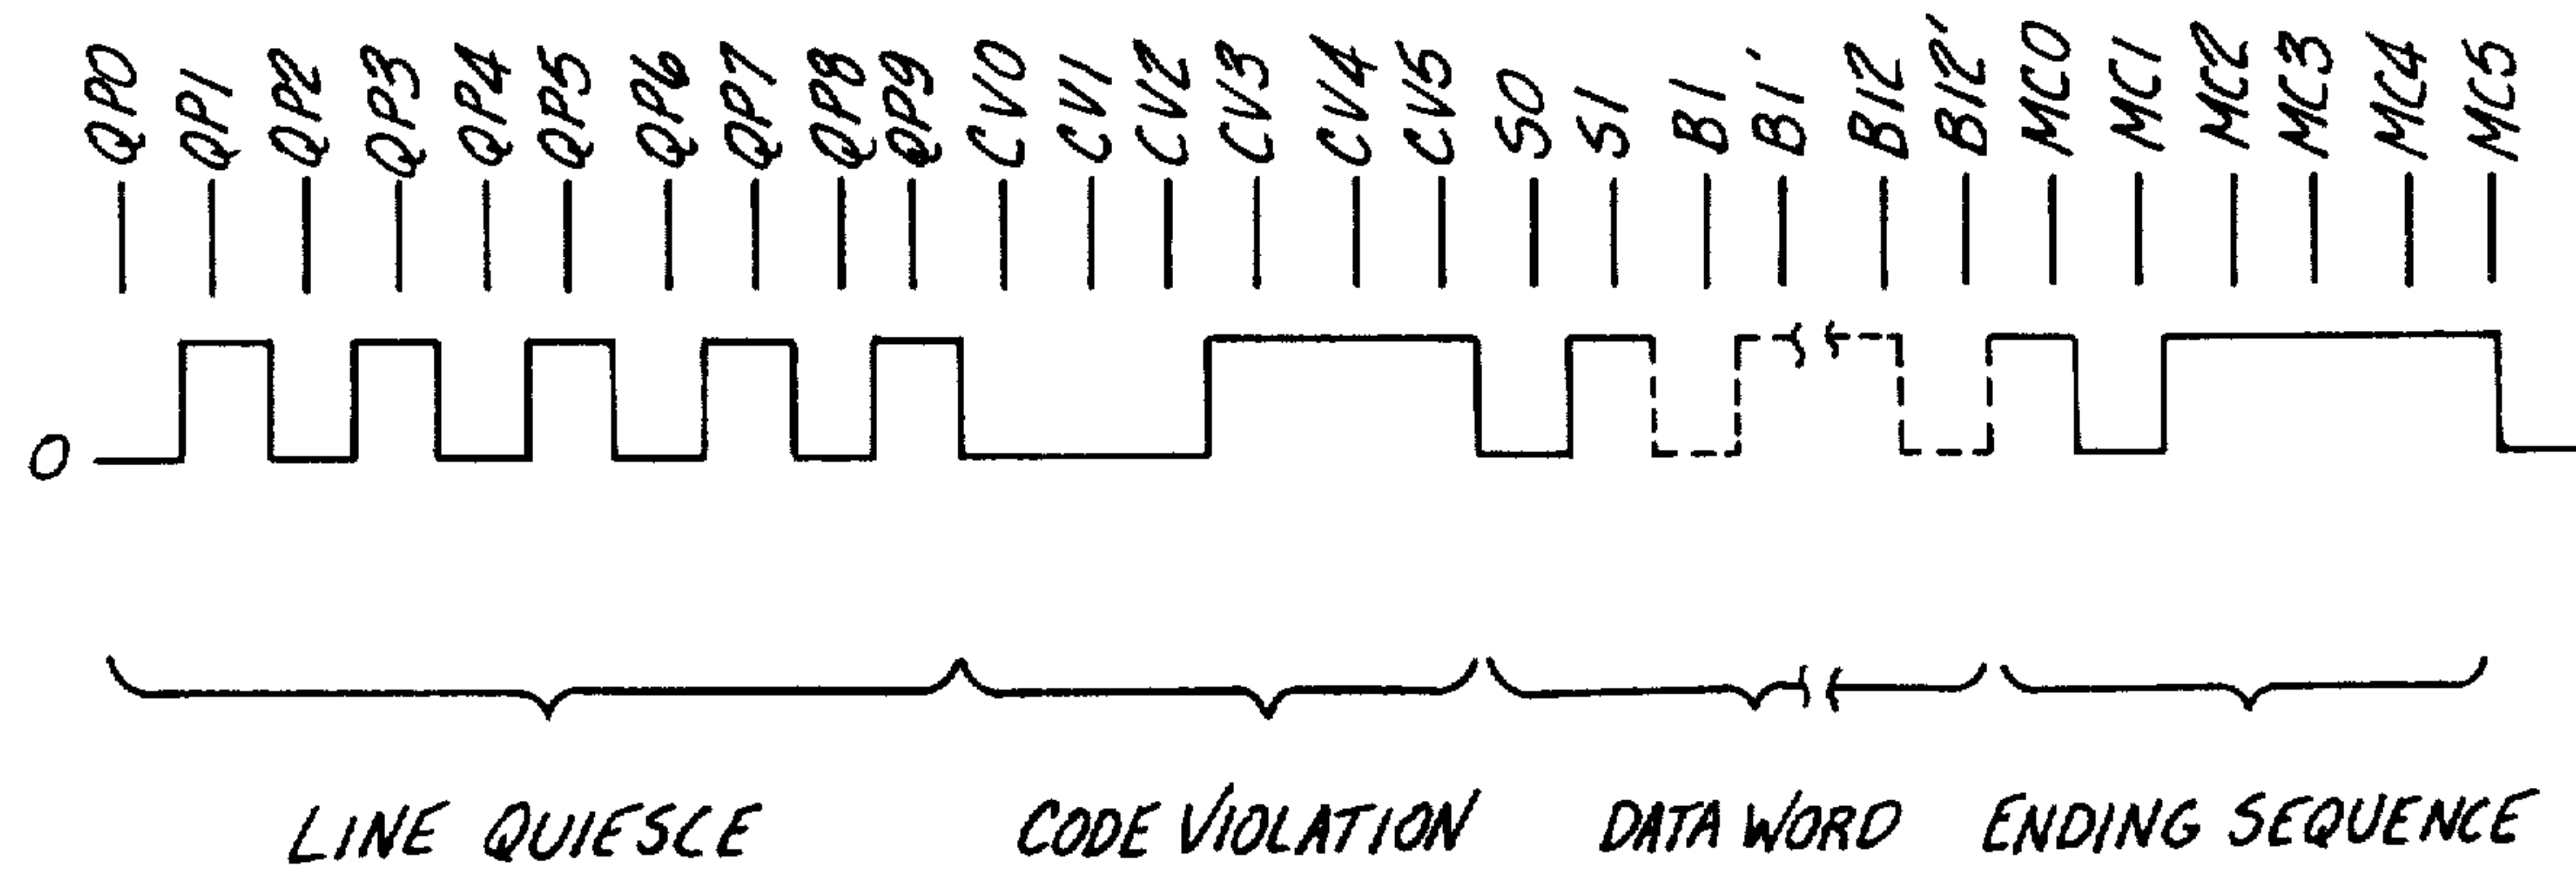 QP0 QP1 QP2 QP3 QP4 QP5 QP6 QP7 QP8 QP9 CV0 CV1 CV2 CV3 CV4 CV5 S0 S1 B1 B1' B12 B12' MC0 MC1 MC2 MC3 MC4 MC5
0
LINE QUIESCE CODE VIOLATION DATA WORD ENDING SEQUENCE